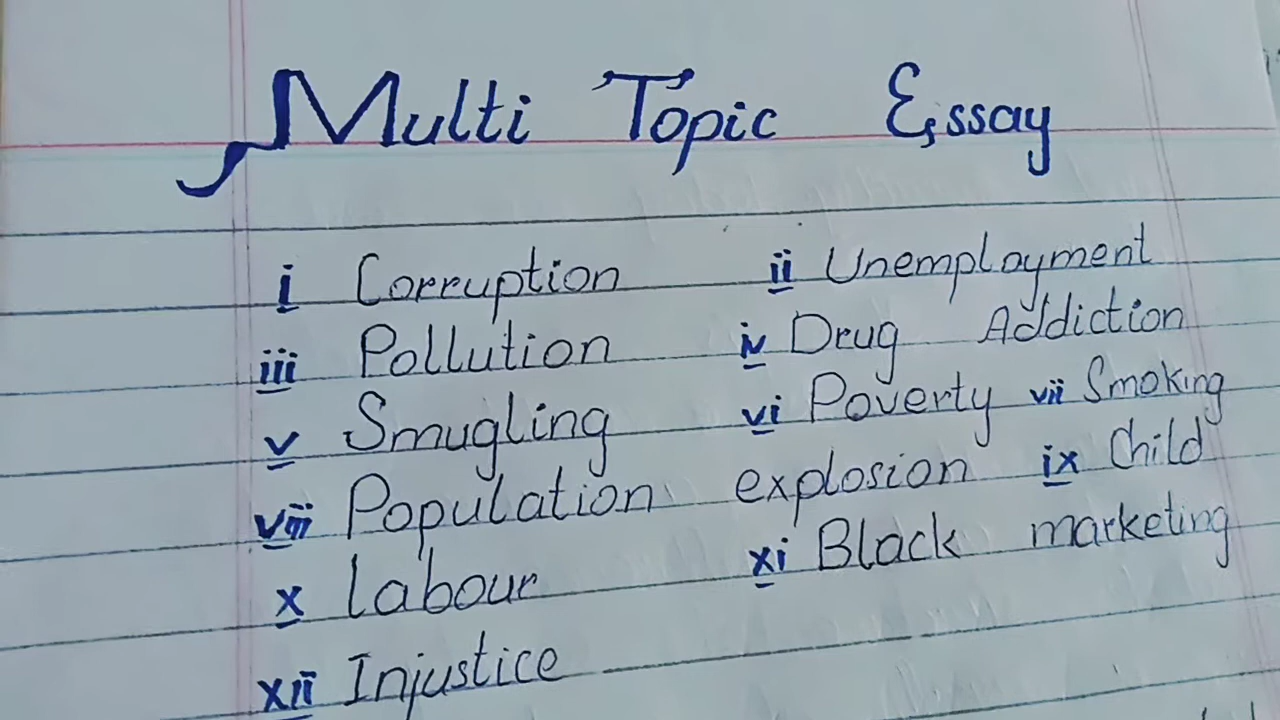 Multi Topic Essay
i Corruption ii Unemployment
iii Pollution iv Drug Addiction
v Smugling vi Poverty vii Smoking
viii Population explosion ix Child
x labour xi Black marketing
xii Injustice